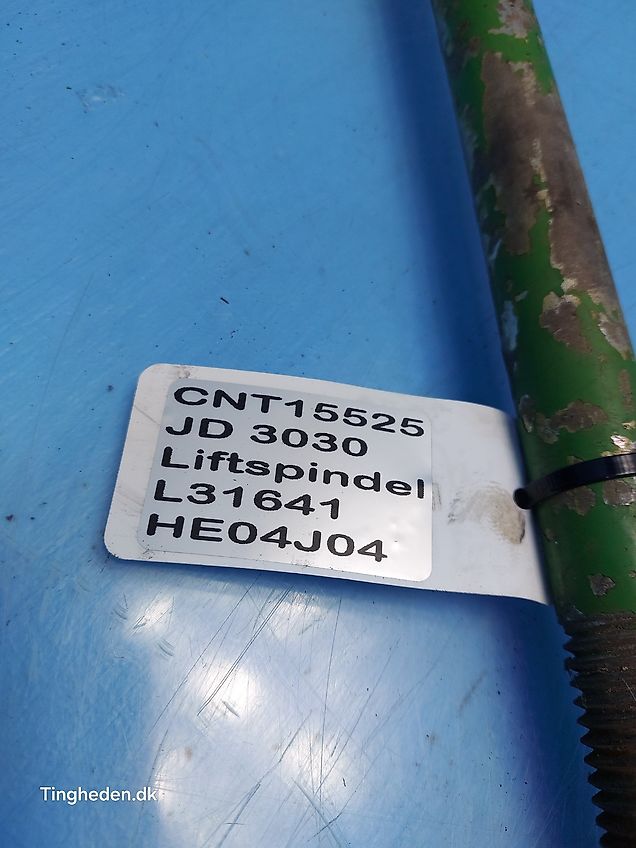 CNT15525
JD 3030
Liftspindel
L31641
HE04J04
Tingheden.dk